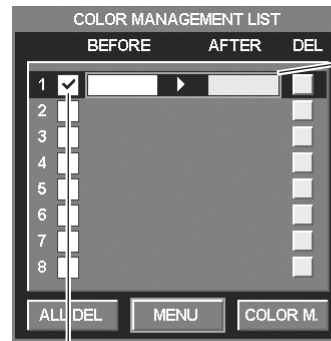 COLOR MANAGEMENT LIST
BEFORE AFTER DEL
1
2
3
4
5
6
7
8
ALL DEL MENU COLOR M.